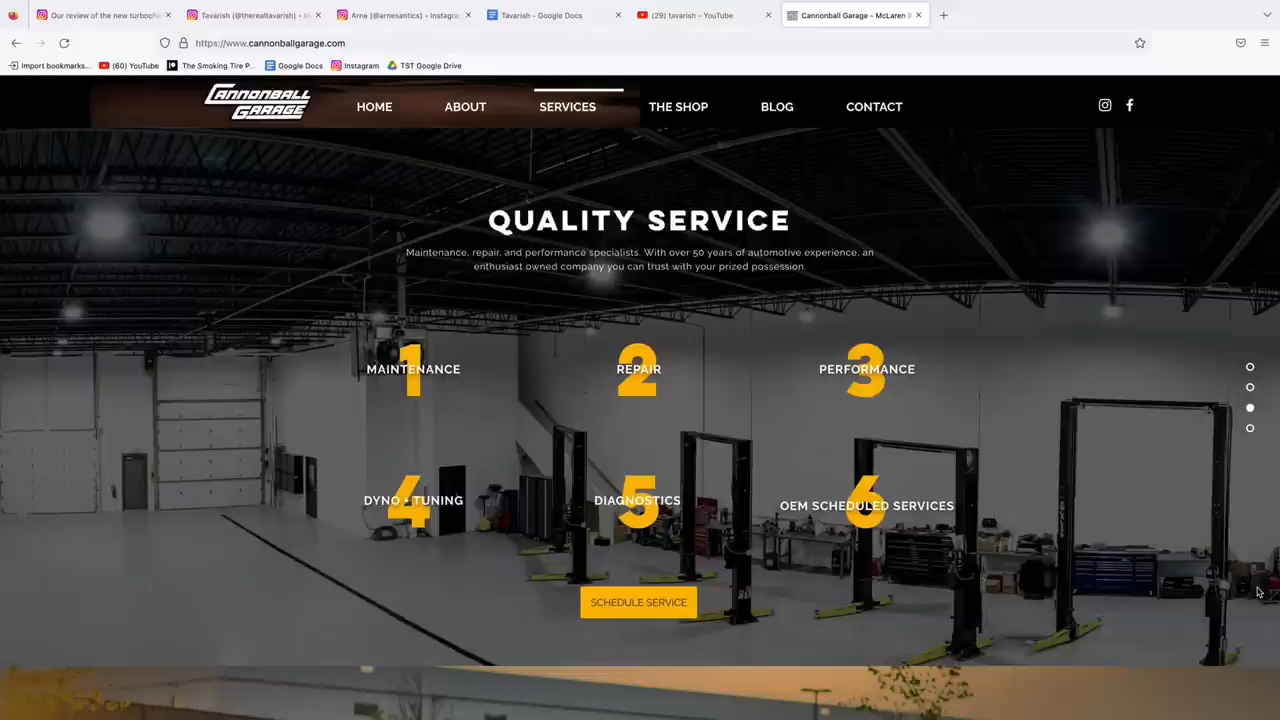 Our review of the new turboch
Tavarish (@therealtavarish) • In
Arne (@arnesantics) • Instagra
Tavarish - Google Docs
(29) tavarish - YouTube
Cannonball Garage - McLaren R
https://www.cannonballgarage.com
Import bookmarks...
(60) YouTube
The Smoking Tire P...
Google Docs
Instagram
TST Google Drive
CANNONBALL
GARAGE
HOME
ABOUT
SERVICES
THE SHOP
BLOG
CONTACT
QUALITY SERVICE
Maintenance, repair, and performance specialists. With over 50 years of automotive experience, an
enthusiast owned company you can trust with your prized possession.
1
MAINTENANCE
2
REPAIR
3
PERFORMANCE
4
DYNO + TUNING
5
DIAGNOSTICS
6
OEM SCHEDULED SERVICES
SCHEDULE SERVICE